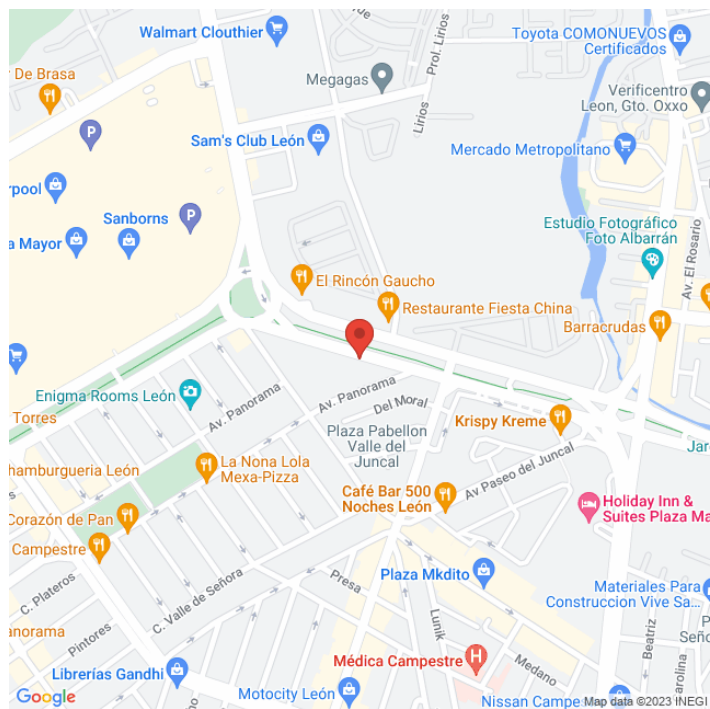 ue
Walmart Clouthier
Toyota COMONUEVOS
Certificados
Prol. Lirios
Megagas
De Brasa
Verificentro
Leon, Gto. Oxxo
Lirios
P
Sam's Club León
Mercado Metropolitano
rpool
Sanborns
P
a Mayor
Estudio Fotográfico
Foto Albarrán
Av. El Rosario
El Rincón Gaucho
Restaurante Fiesta China
Barracrudas
Enigma Rooms León
Av. Panorama
Av. Panorama
Torres
Del Moral
Krispy Kreme
Plaza Pabellon
Valle del
Juncal
Jar
hamburgueria León
La Nona Lola
Mexa-Pizza
Av Paseo del Juncal
Café Bar 500
Noches León
Holiday Inn &
Suites Plaza Ma
Corazón de Pan
Campestre
C. Plateros
C. Valle de Señora
Presa
Plaza Mkdito
Materiales Para
Construccion Vive Sa...
Lunik
Beatriz
P
Seño
anorama
Pintores
Médica Campestre
H
Medano
Carolina
Librerías Gandhi
Motocity León
Nissan Campes
Google
Map data ©2023 INEGI